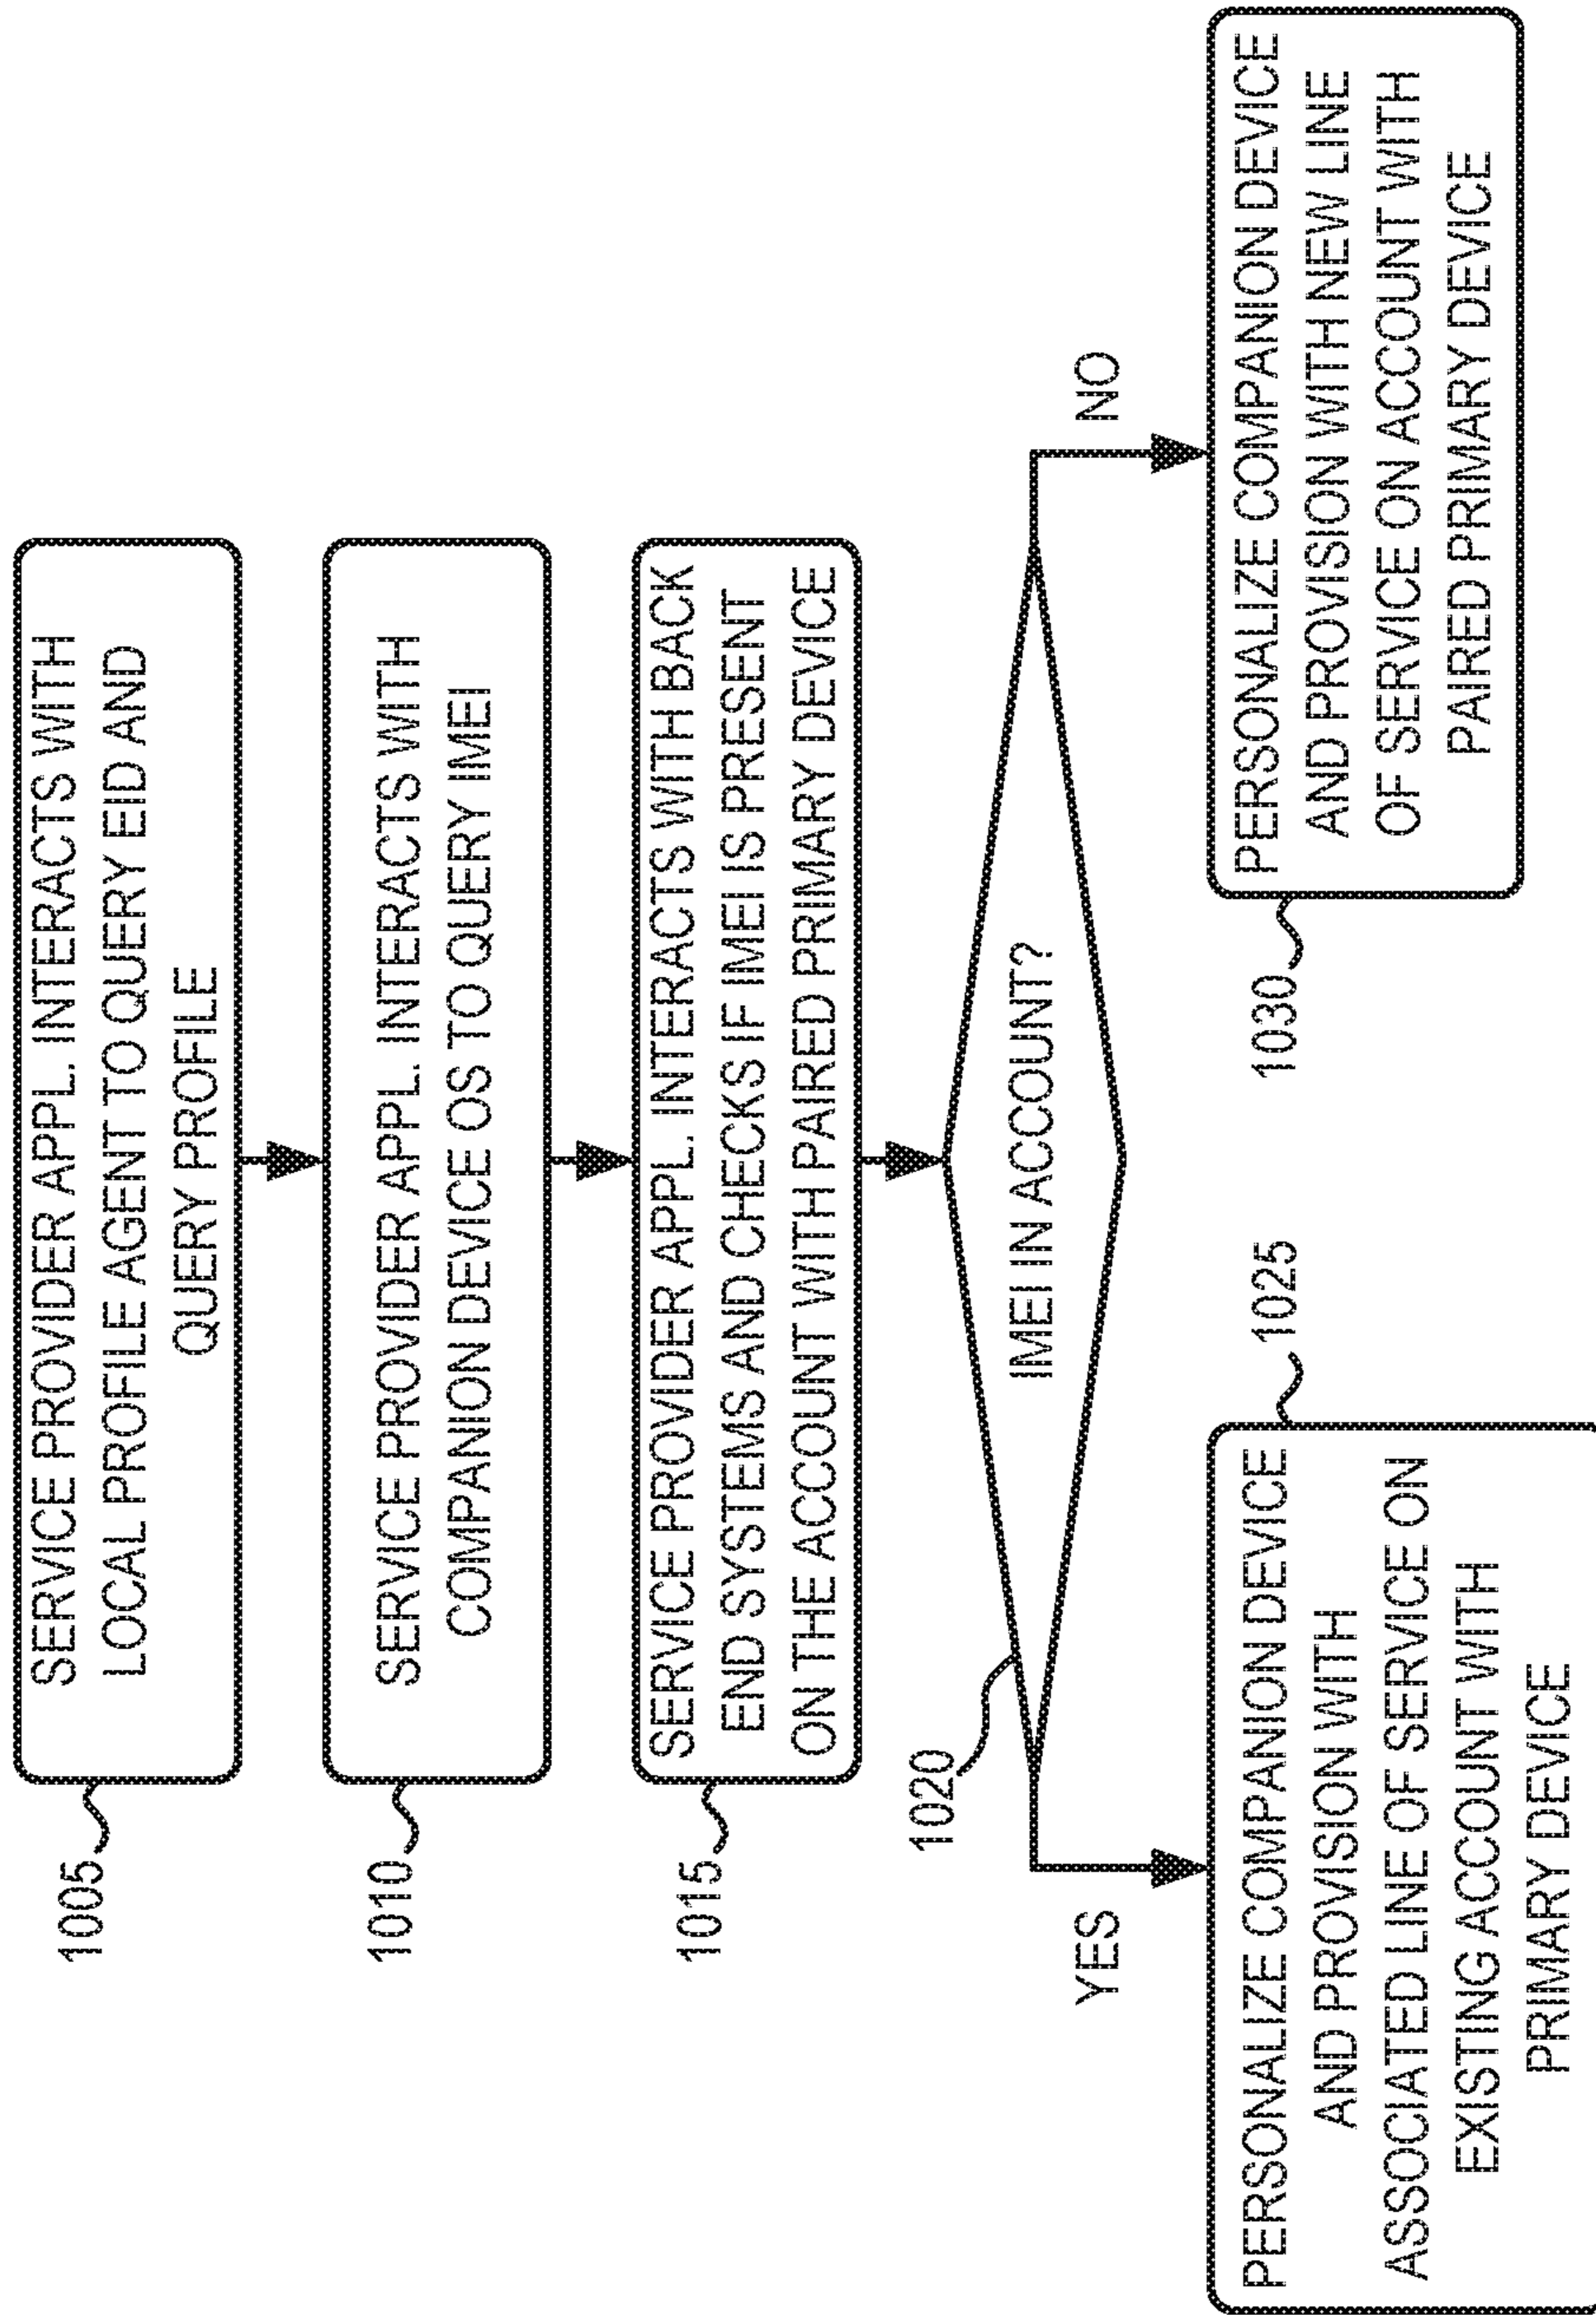 1005
SERVICE PROVIDER APPL. INTERACTS WITH
LOCAL PROFILE AGENT TO QUERY EID AND
QUERY PROFILE
1010
SERVICE PROVIDER APPL. INTERACTS WITH
COMPANION DEVICE OS TO QUERY IMEI
1015
SERVICE PROVIDER APPL. INTERACTS WITH BACK
END SYSTEMS AND CHECKS IF IMEI IS PRESENT
ON THE ACCOUNT WITH PAIRED PRIMARY DEVICE
1020
IMEI IN ACCOUNT?
YES
NO
1025
PERSONALIZE COMPANION DEVICE
AND PROVISION WITH
ASSOCIATED LINE OF SERVICE ON
EXISTING ACCOUNT WITH
PRIMARY DEVICE
1030
PERSONALIZE COMPANION DEVICE
AND PROVISION WITH NEW LINE
OF SERVICE ON ACCOUNT WITH
PAIRED PRIMARY DEVICE